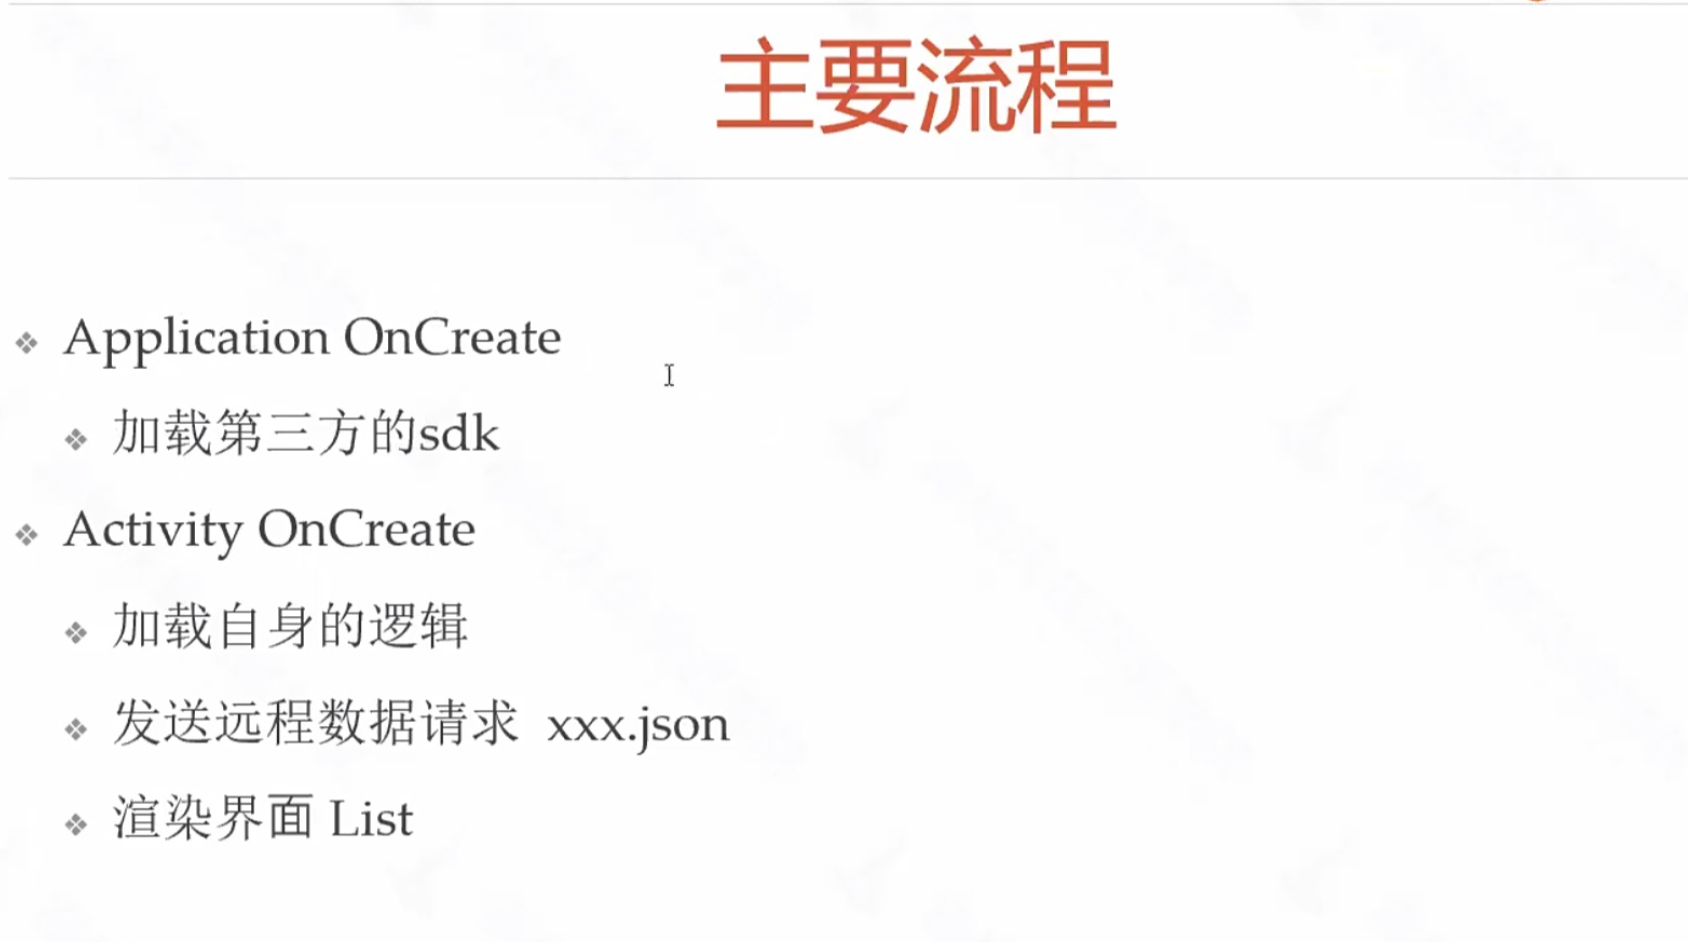 主要流程
Application OnCreate
加载第三方的sdk
Activity OnCreate
加载自身的逻辑
发送远程数据请求 xxx.json
渲染界面 List